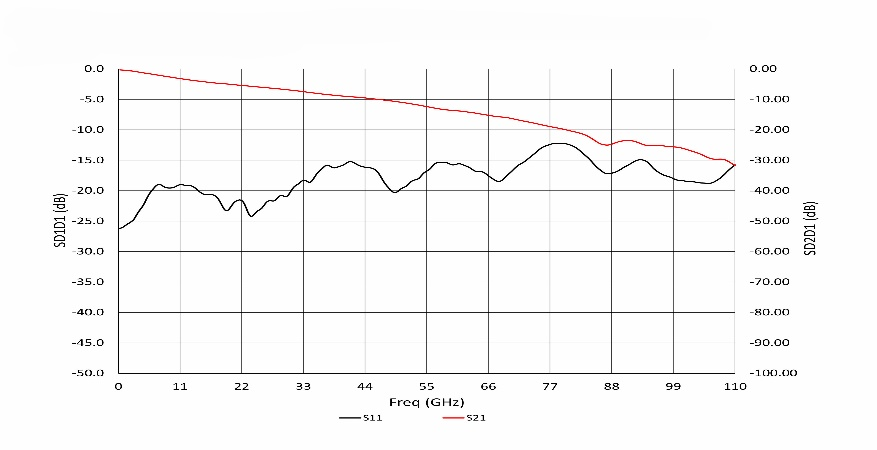 0.0 0.00
-5.0 -10.00
-10.0 -20.00
-15.0 -30.00
-20.0 -40.00
-25.0 -50.00
-30.0 -60.00
-35.0 -70.00
-40.0 -80.00
-45.0 -90.00
-50.0 -100.00
SD1D1 (dB)
SD2D1 (dB)
0 11 22 33 44 55 66 77 88 99 110
Freq (GHz)
S11 S21